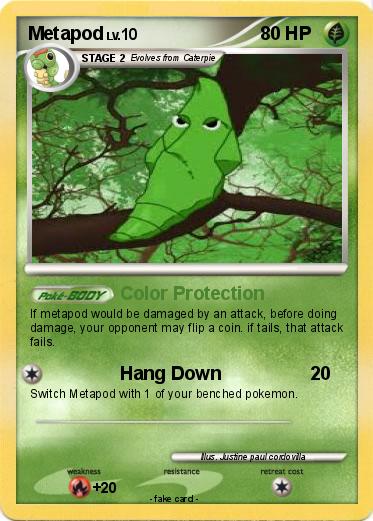 Metapod LV.10 80 HP
STAGE 2 Evolves from Caterpie
Poké-BODY Color Protection
If metapod would be damaged by an attack, before doing
damage, your opponent may flip a coin. if tails, that attack
fails.
Hang Down 20
Switch Metapod with 1 of your benched pokemon.
Illus. Justine paul cordovilla
weakness resistance retreat cost
+20
- fake card -